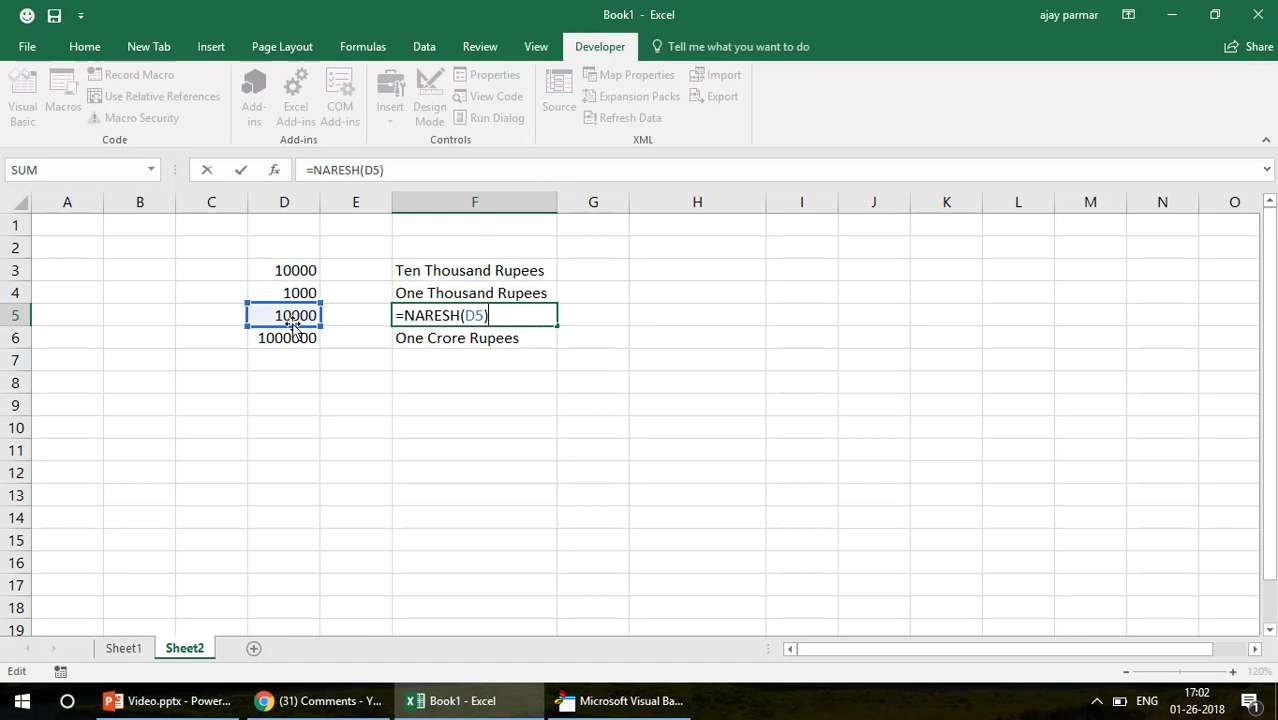 Book1 - Excel
ajay parmar
File Home New Tab Insert Page Layout Formulas Data Review View Developer Tell me what you want to do Share
Visual Basic
Macros
Record Macro
Use Relative References
Macro Security
Code
Add-ins
Excel Add-ins
COM Add-ins
Add-ins
Insert
Design Mode
Properties
View Code
Run Dialog
Controls
Source
Map Properties
Expansion Packs
Refresh Data
Import
Export
XML
SUM
fx
=NARESH(D5)
A B C D E F G H I J K L M N O
1
2
3 10000 Ten Thousand Rupees
4 1000 One Thousand Rupees
5 10000 =NARESH(D5)
6 One Crore Rupees
7
8
9
10
11
12
13
14
15
16
17
18
19
Sheet1 Sheet2
Edit
120%
Video.pptx - Power...
(31) Comments - Y...
Book1 - Excel
Microsoft Visual Ba...
ENG
17:02
01-26-2018
1